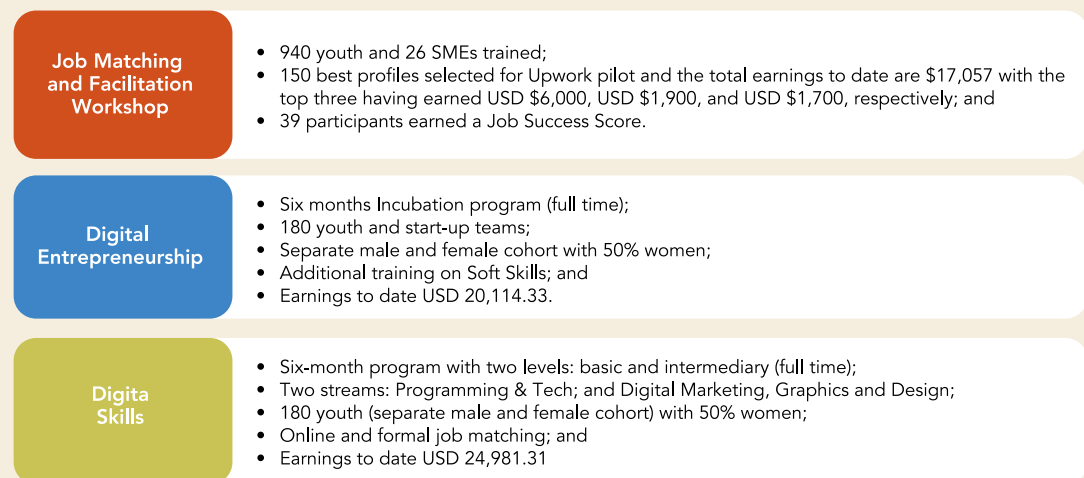 Job Matching
and Facilitation
Workshop
• 940 youth and 26 SMEs trained;
• 150 best profiles selected for Upwork pilot and the total earnings to date are $17,057 with the
top three having earned USD $6,000, USD $1,900, and USD $1,700, respectively; and
• 39 participants earned a Job Success Score.
Digital
Entrepreneurship
• Six months Incubation program (full time);
• 180 youth and start-up teams;
• Separate male and female cohort with 50% women;
• Additional training on Soft Skills; and
• Earnings to date USD 20,114.33.
Digita
Skills
• Six-month program with two levels: basic and intermediary (full time);
• Two streams: Programming & Tech; and Digital Marketing, Graphics and Design;
• 180 youth (separate male and female cohort) with 50% women;
• Online and formal job matching; and
• Earnings to date USD 24,981.31